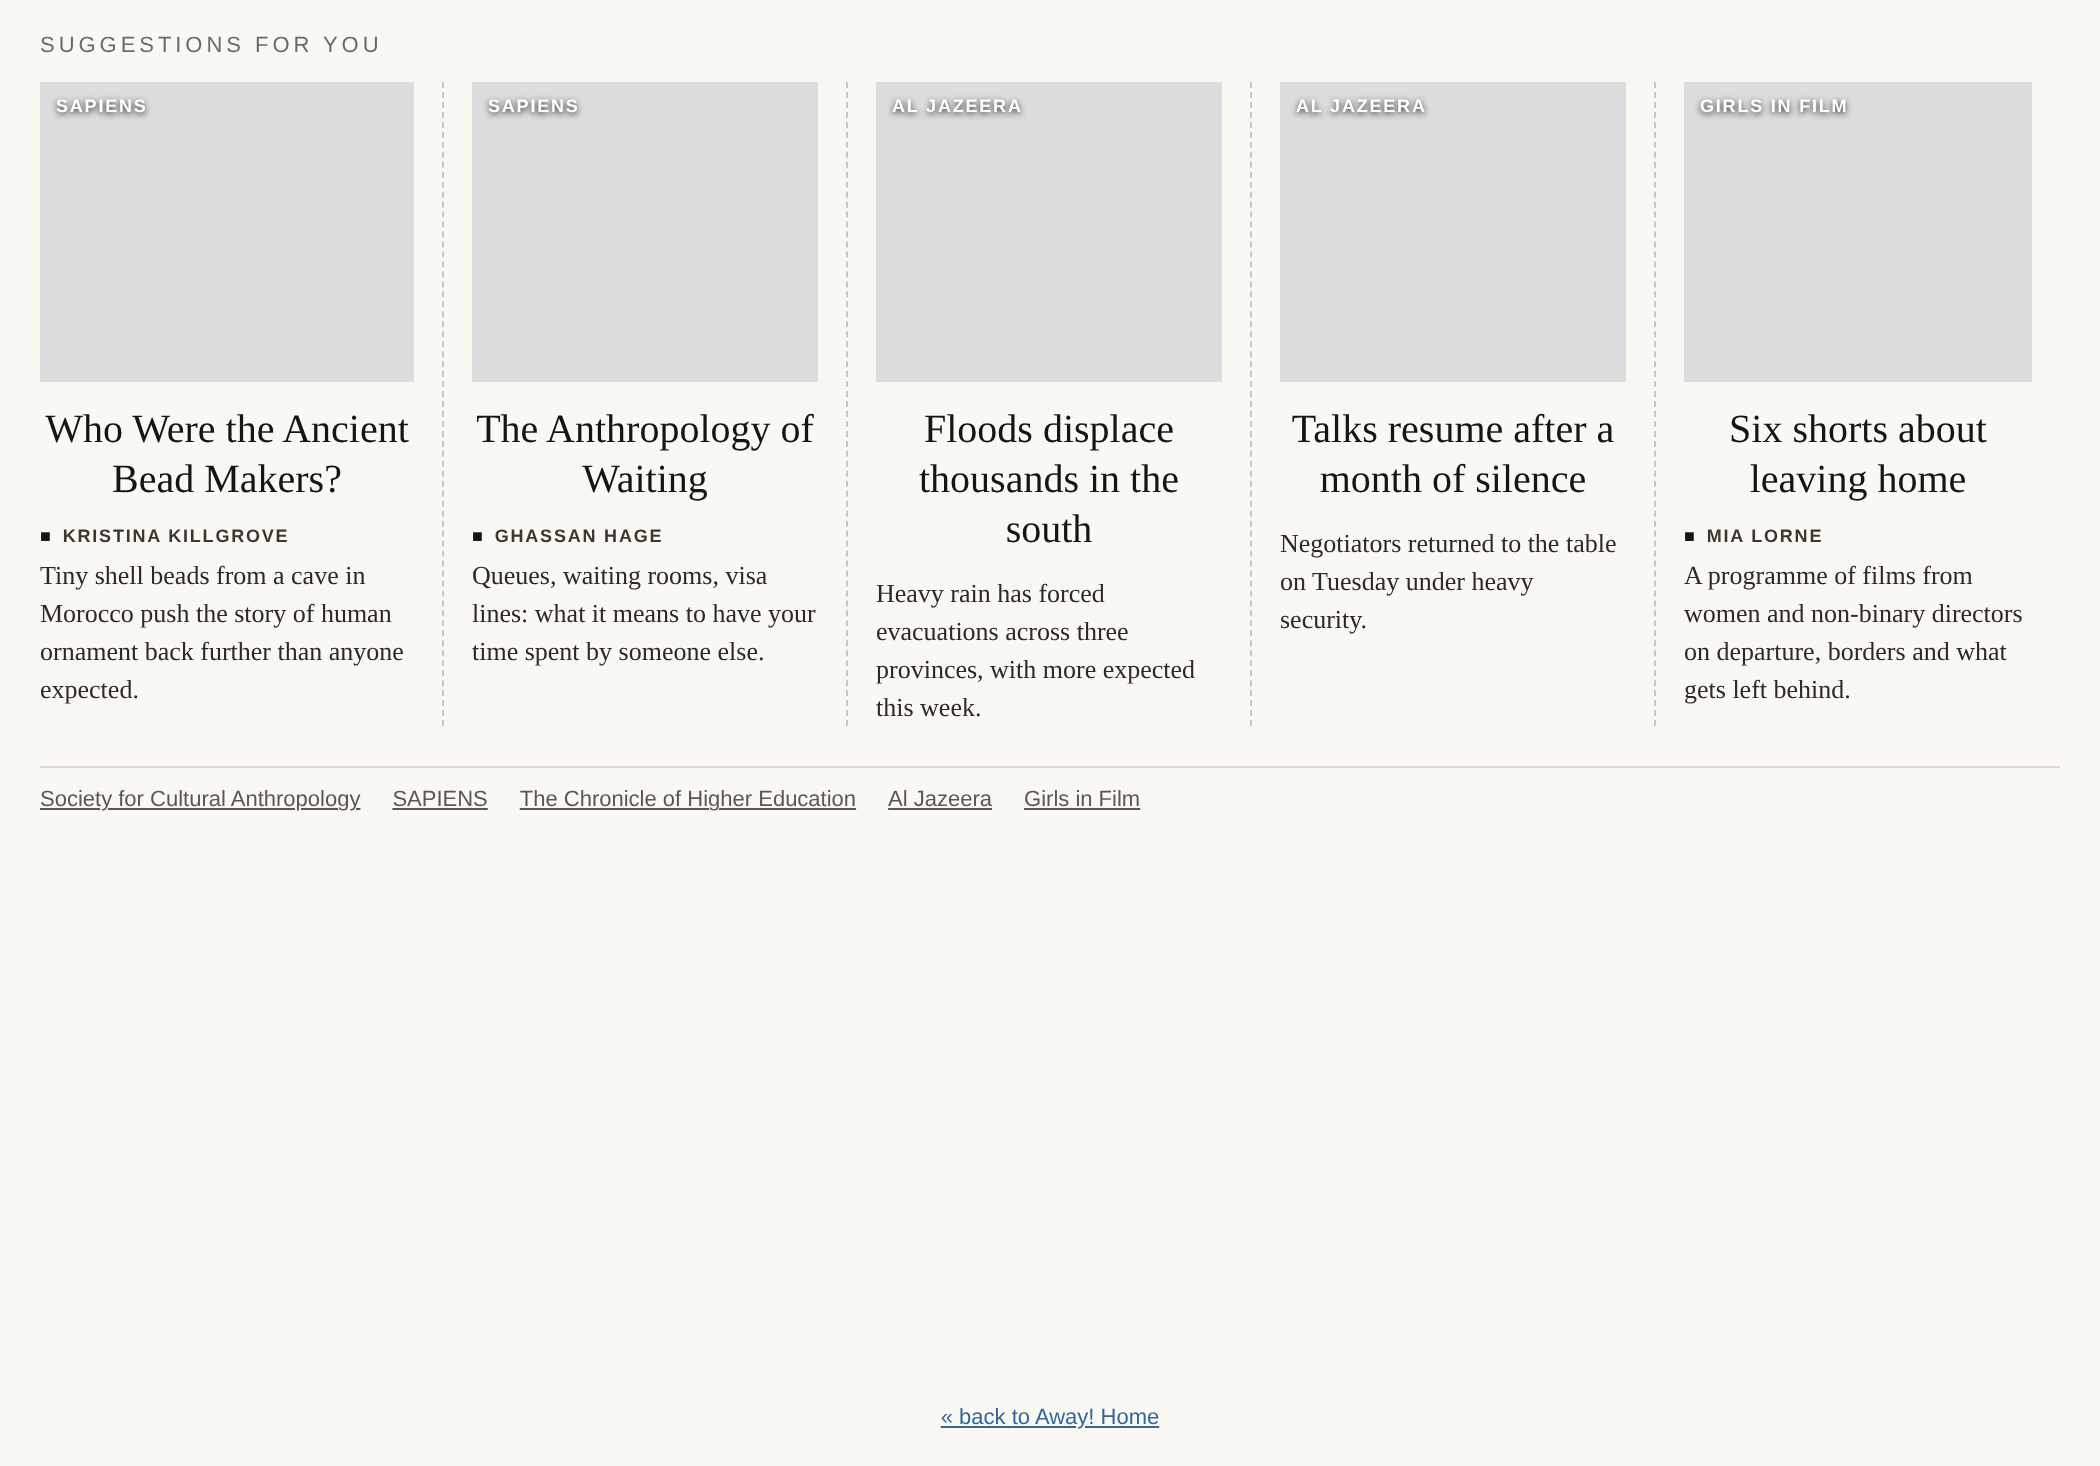 SUGGESTIONS FOR YOU
SAPIENS
Who Were the Ancient
Bead Makers?
■ KRISTINA KILLGROVE
Tiny shell beads from a cave in
Morocco push the story of human
ornament back further than anyone
expected.
SAPIENS
The Anthropology of
Waiting
■ GHASSAN HAGE
Queues, waiting rooms, visa
lines: what it means to have your
time spent by someone else.
AL JAZEERA
Floods displace
thousands in the
south
Heavy rain has forced
evacuations across three
provinces, with more expected
this week.
AL JAZEERA
Talks resume after a
month of silence
Negotiators returned to the table
on Tuesday under heavy
security.
GIRLS IN FILM
Six shorts about
leaving home
■ MIA LORNE
A programme of films from
women and non-binary directors
on departure, borders and what
gets left behind.
Society for Cultural Anthropology SAPIENS The Chronicle of Higher Education Al Jazeera Girls in Film
« back to Away! Home